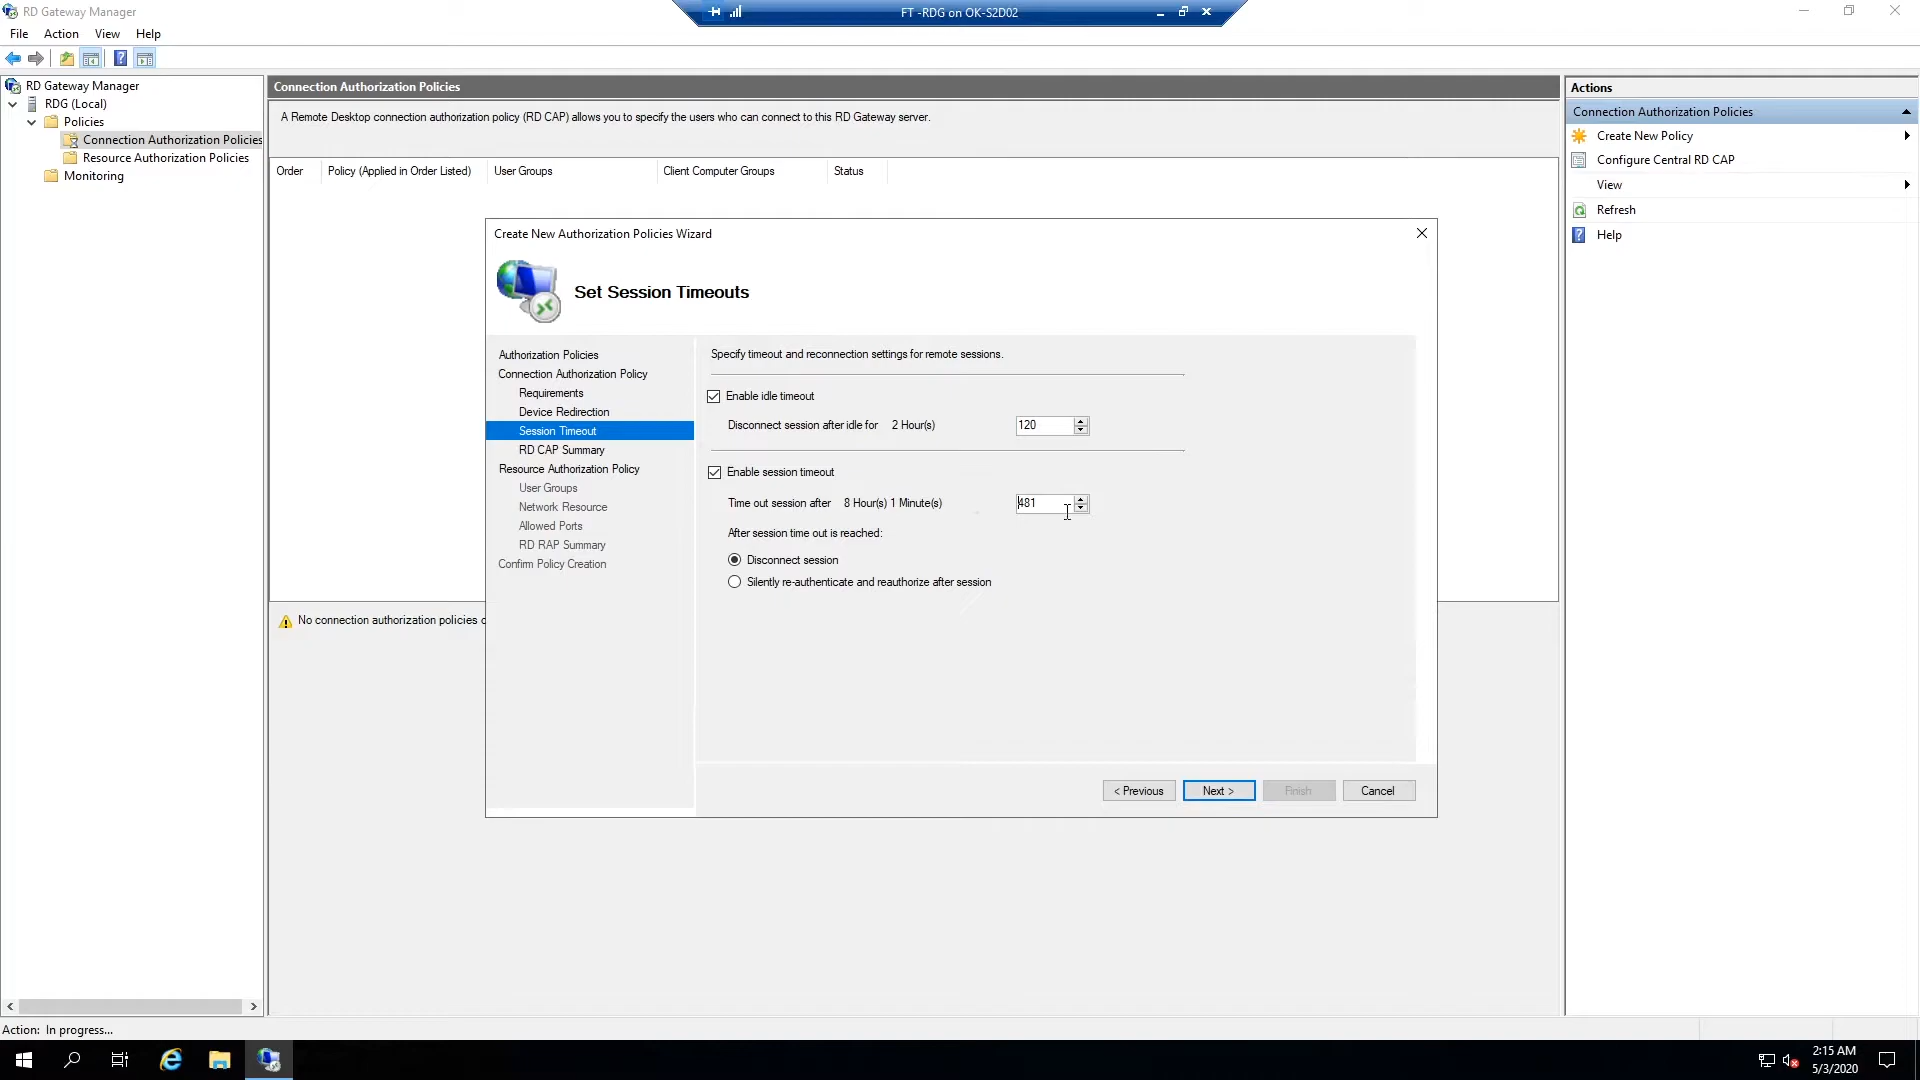 RD Gateway Manager
FT -RDG on OK-S2D02
File Action View Help
RD Gateway Manager
RDG (Local)
Policies
Connection Authorization Policies
Resource Authorization Policies
Monitoring
Connection Authorization Policies
A Remote Desktop connection authorization policy (RD CAP) allows you to specify the users who can connect to this RD Gateway server.
Order Policy (Applied in Order Listed) User Groups Client Computer Groups Status
Create New Authorization Policies Wizard
Set Session Timeouts
Authorization Policies
Connection Authorization Policy
Requirements
Device Redirection
Session Timeout
RD CAP Summary
Resource Authorization Policy
User Groups
Network Resource
Allowed Ports
RD RAP Summary
Confirm Policy Creation
Specify timeout and reconnection settings for remote sessions.
Enable idle timeout
Disconnect session after idle for 2 Hour(s) 120
Enable session timeout
Time out session after 8 Hour(s) 1 Minute(s) 481
After session time out is reached:
Disconnect session
Silently re-authenticate and reauthorize after session
< Previous Next > Finish Cancel
No connection authorization policies
Actions
Connection Authorization Policies
Create New Policy
Configure Central RD CAP
View
Refresh
Help
Action: In progress...
2:15 AM
5/3/2020